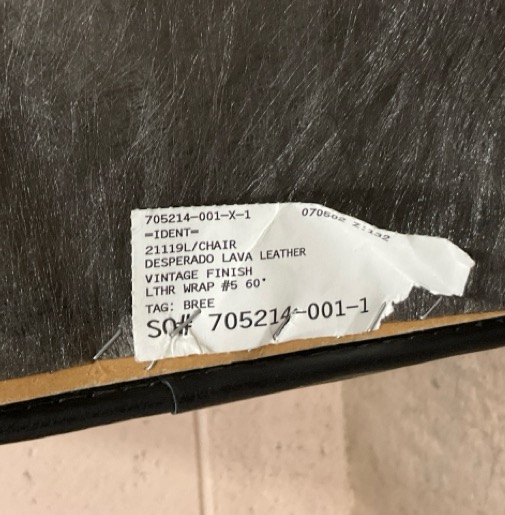 705214-001-X-1
070502
=IDENT=
21119L/CHAIR
DESPERADO LAVA LEATHER
VINTAGE FINISH
LTHR WRAP #5 60"
TAG: BREE
SO# 705214-001-1